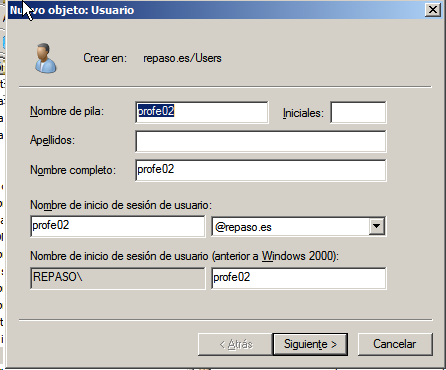 Nuevo objeto: Usuario
Crear en: repaso.es/Users
Nombre de pila: profe02 Iniciales:
Apellidos:
Nombre completo: profe02
Nombre de inicio de sesión de usuario:
profe02 @repaso.es
Nombre de inicio de sesión de usuario (anterior a Windows 2000):
REPASO\ profe02
< Atrás Siguiente > Cancelar